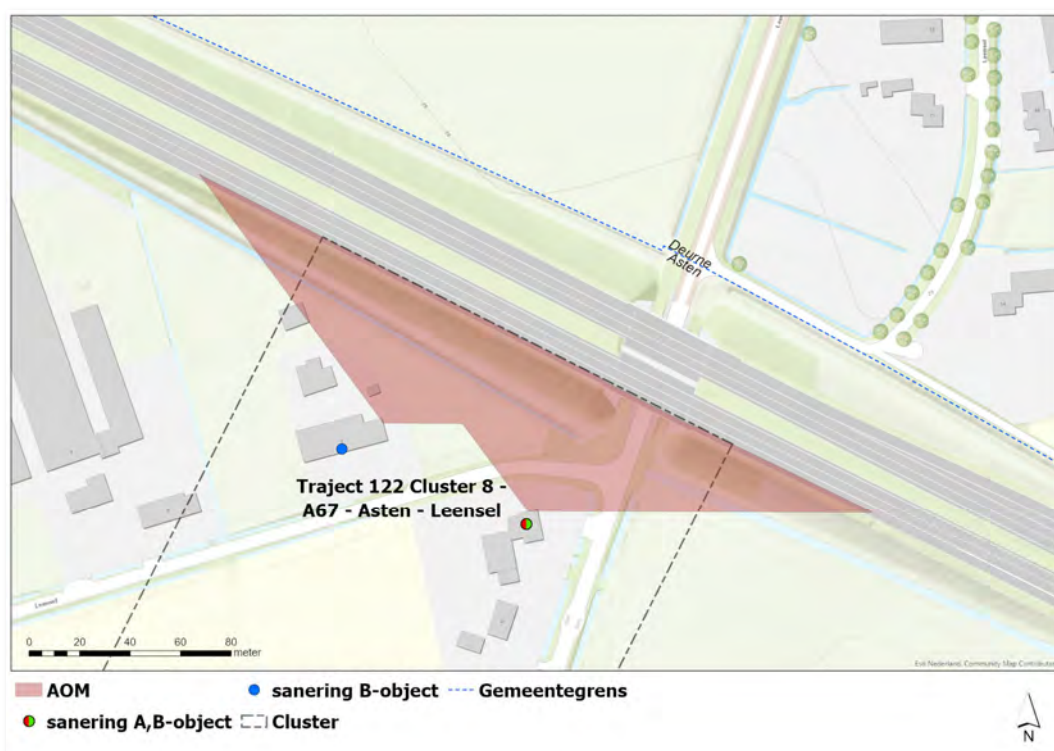 Deurne
Asten
Traject 122 Cluster 8 -
A67 - Asten - Leensel
Leensel
0 20 40 60 80
meter
Esri Nederland, Community Map Contributors
AOM
sanering B-object
Gemeentegrens
sanering A,B-object
Cluster
N